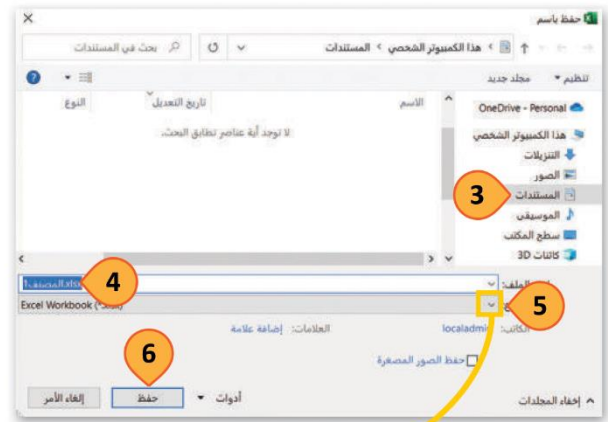 حفظ باسم
هذا الكمبيوتر الشخصي > المستندات
بحث في المستندات
تنظيم
مجلد جديد
الاسم
تاريخ التعديل
النوع
لا توجد أية عناصر تطابق البحث.
OneDrive - Personal
هذا الكمبيوتر الشخصي
التنزيلات
الصور
المستندات
3
الموسيقى
سطح المكتب
كائنات 3D
الملف:
المصنف1.xlsx
4
Excel Workbook (*
5
الكاتب:
localadmin
العلامات:
إضافة علامة
حفظ الصور المصغرة
6
إخفاء المجلدات
أدوات
حفظ
إلغاء الأمر